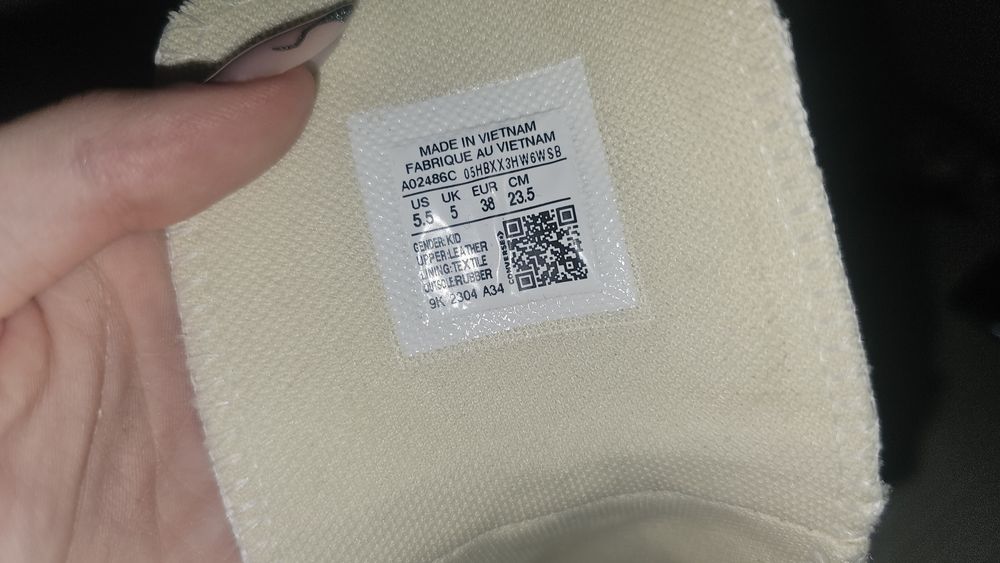 MADE IN VIETNAM
FABRIQUE AU VIETNAM
A02486C 05HBXX3HW6WSB
US UK EUR CM
5.5 5 38 23.5
GENDER: KID
UPPER: LEATHER
LINING: TEXTILE
OUTSOLE: RUBBER
CONVERSE
9K 2304 A34